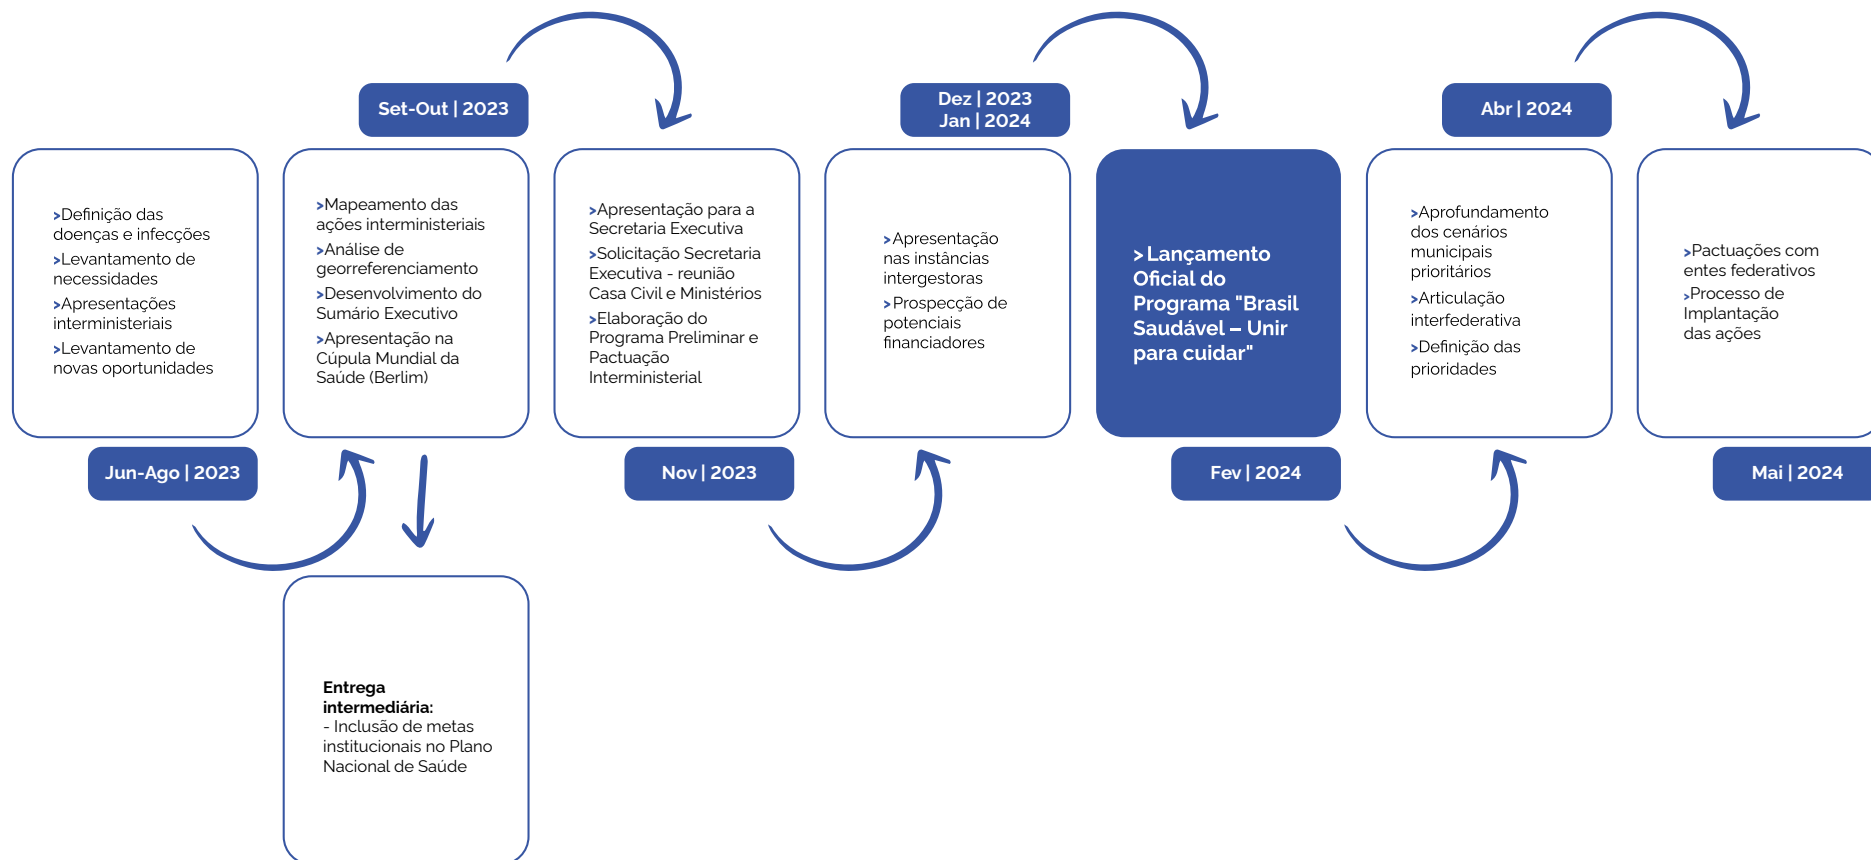 Jun-Ago | 2023
>Definição das
doenças e infecções
>Levantamento de
necessidades
>Apresentações
interministeriais
>Levantamento de
novas oportunidades
Set-Out | 2023
>Mapeamento das
ações interministeriais
>Análise de
georreferenciamento
>Desenvolvimento do
Sumário Executivo
>Apresentação na
Cúpula Mundial da
Saúde (Berlim)
Entrega
intermediária:
- Inclusão de metas
institucionais no Plano
Nacional de Saúde
Nov | 2023
>Apresentação para a
Secretaria Executiva
>Solicitação Secretaria
Executiva - reunião
Casa Civil e Ministérios
>Elaboração do
Programa Preliminar e
Pactuação
Interministerial
Dez | 2023
Jan | 2024
>Apresentação
nas instâncias
intergestoras
>Prospecção de
potenciais
financiadores
Fev | 2024
>Lançamento
Oficial do
Programa "Brasil
Saudável – Unir
para cuidar"
Abr | 2024
>Aprofundamento
dos cenários
municipais
prioritários
>Articulação
interfederativa
>Definição das
prioridades
Mai | 2024
>Pactuações com
entes federativos
>Processo de
Implantação
das ações